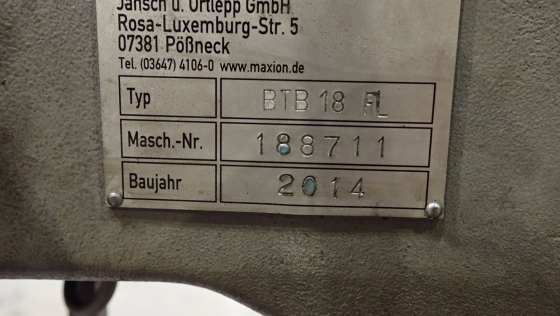 Jansch u. Ortlepp GmbH
Rosa-Luxemburg-Str. 5
07381 Pößneck
Tel. (03647) 4106-0 www.maxion.de
Typ BTB 18 FL
Masch.-Nr. 188711
Baujahr 2014